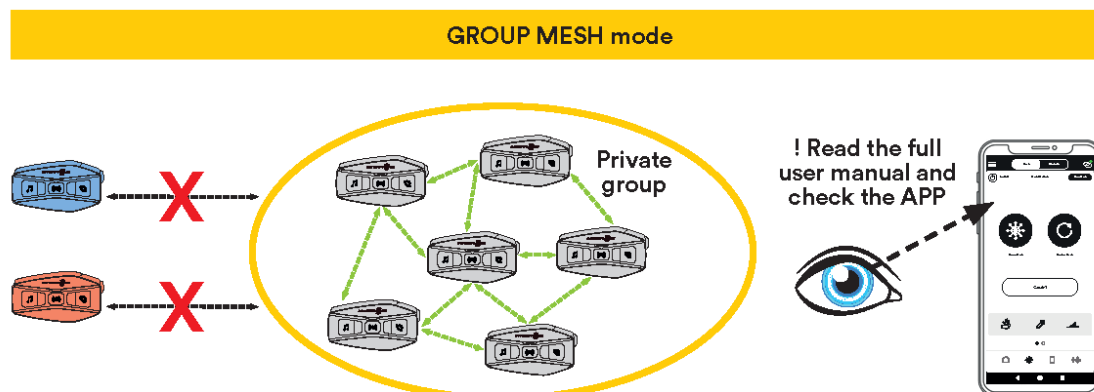 GROUP MESH mode
Private
group
! Read the full
user manual and
check the APP